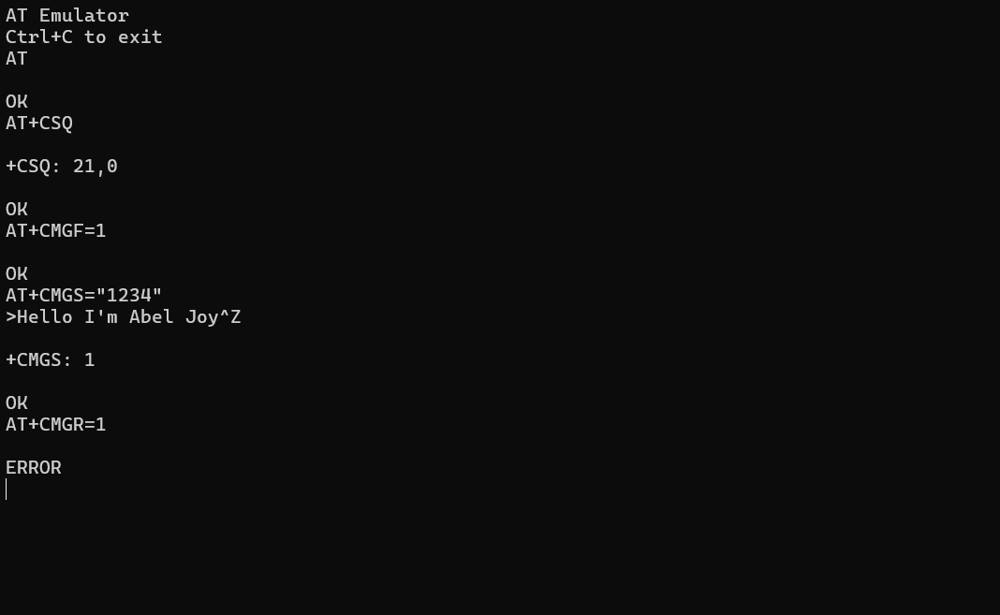 AT Emulator
Ctrl+C to exit
AT
OK
AT+CSQ
+CSQ: 21,0
OK
AT+CMGF=1
OK
AT+CMGS="1234"
>Hello I'm Abel Joy^Z
+CMGS: 1
OK
AT+CMGR=1
ERROR